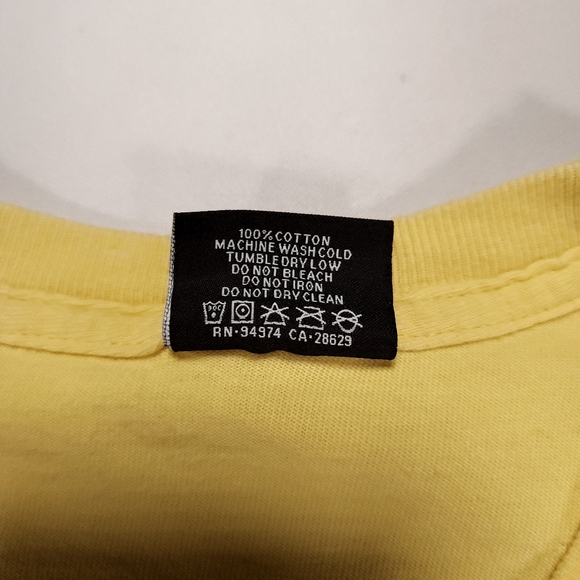 100% COTTON
MACHINE WASH COLD
TUMBLE DRY LOW
DO NOT BLEACH
DO NOT IRON
DO NOT DRY CLEAN
RN·94974 CA·28629